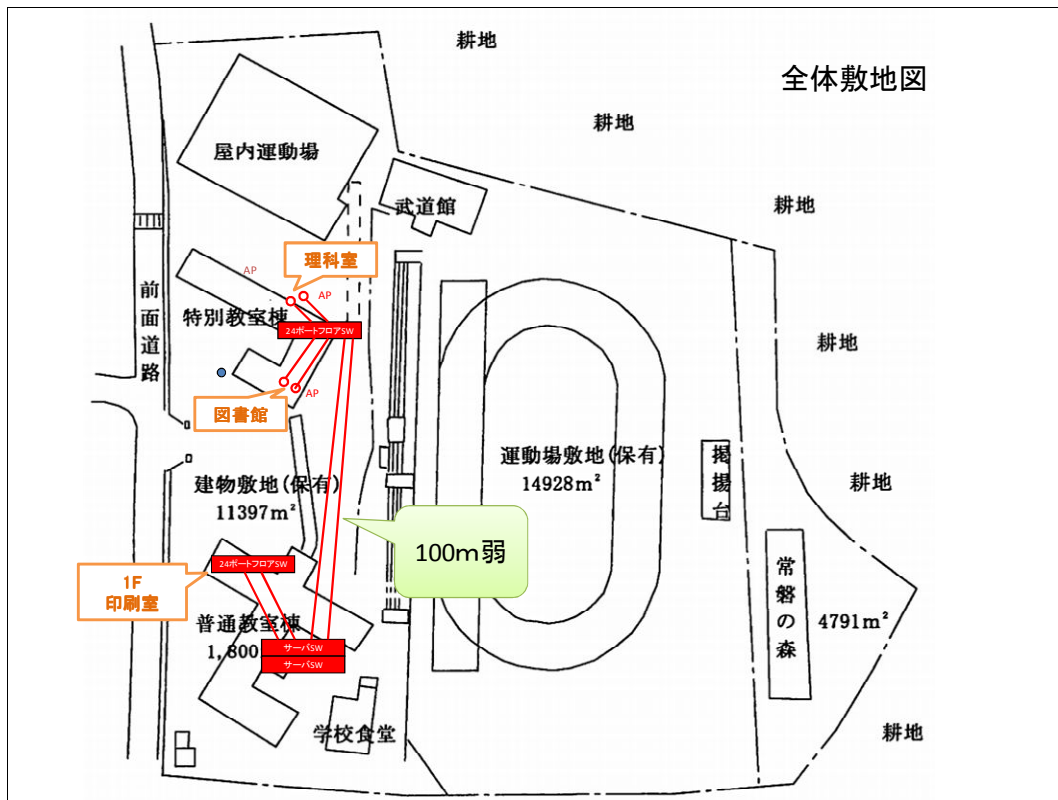 全体敷地図
耕地
耕地
耕地
耕地
耕地
耕地
屋内運動場
武道館
理科室
AP
AP
前面道路
特別教室棟
24ポートフロアSW
AP
図書館
建物敷地(保有)
11397m²
運動場敷地(保有)
14928m²
掲揚台
100m弱
24ポートフロアSW
1F
印刷室
普通教室棟
1,800
サーバSW
サーバSW
常磐の森
4791m²
学校食堂